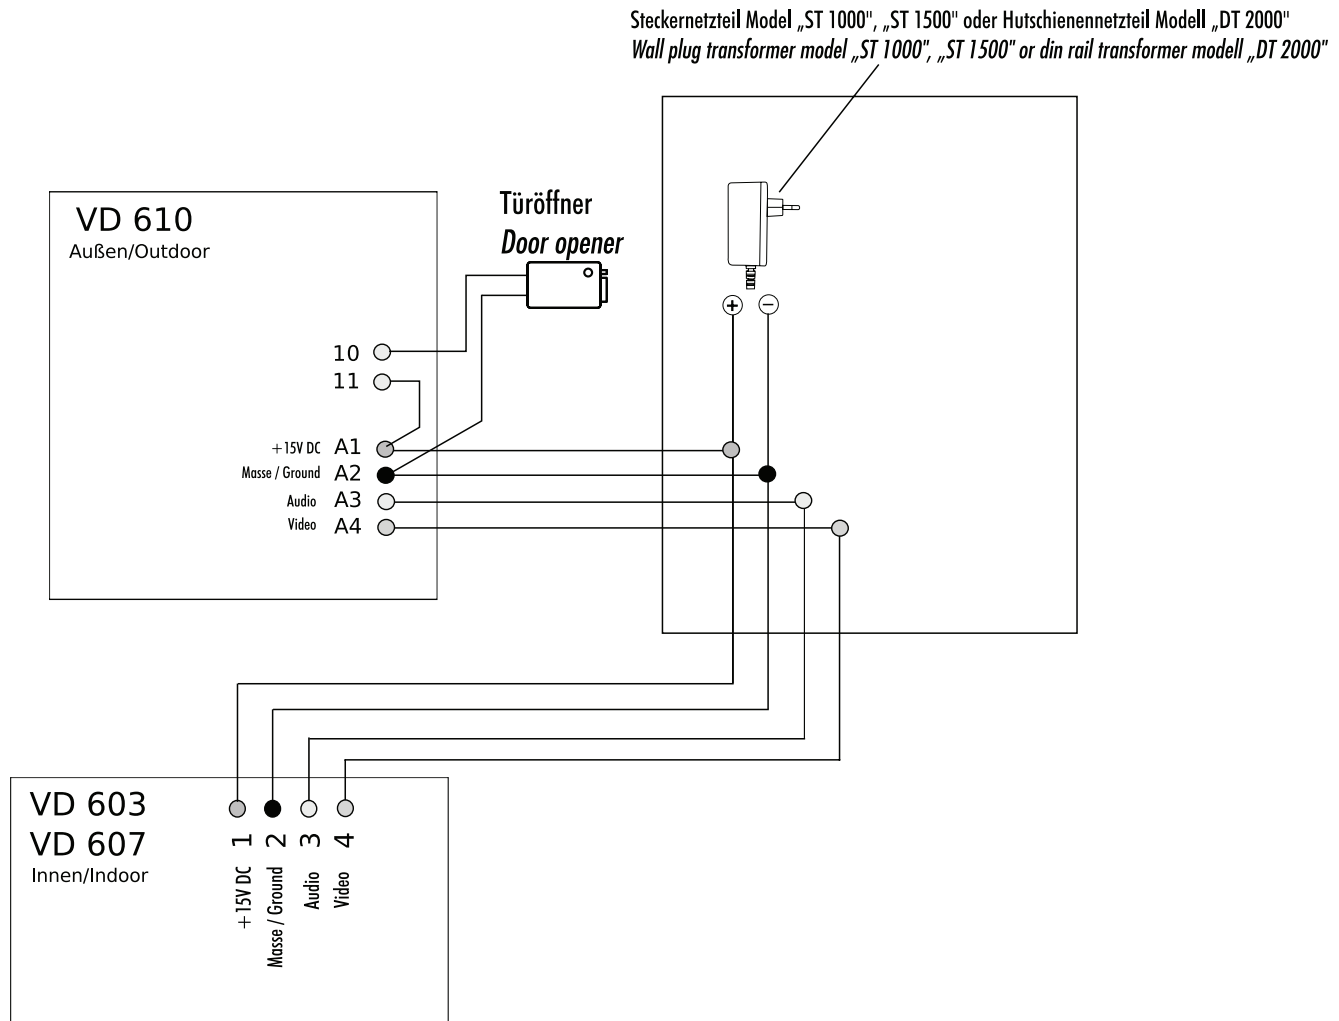 Steckernetzteil Model „ST 1000", „ST 1500" oder Hutschienennetzteil Modell „DT 2000"
Wall plug transformer model „ST 1000", „ST 1500" or din rail transformer modell „DT 2000"
VD 610
Außen/Outdoor
Türöffner
Door opener
+ −
10
11
+15V DC A1
Masse / Ground A2
Audio A3
Video A4
VD 603
VD 607
Innen/Indoor
1 +15V DC
2 Masse / Ground
3 Audio
4 Video